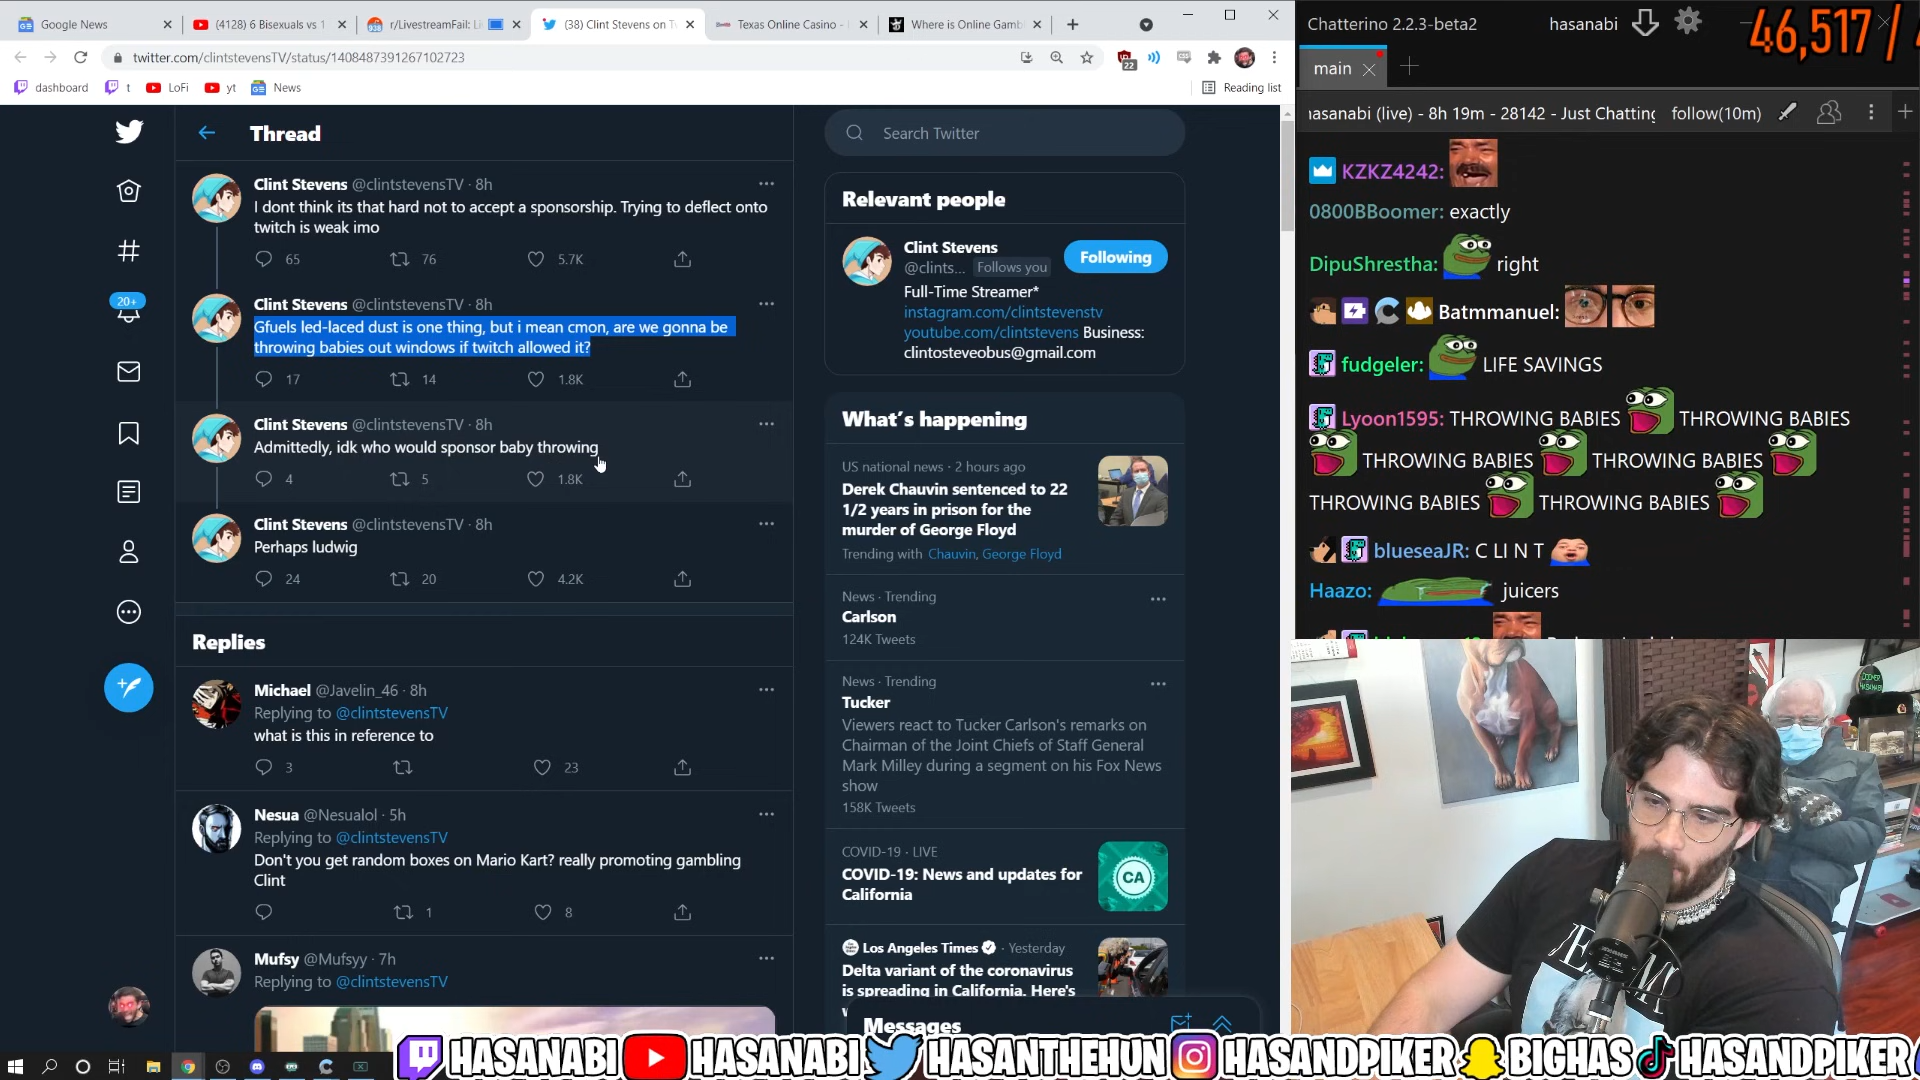 Google News
(4128) 6 Bisexuals vs 1
r/LivestreamFail: Li
(38) Clint Stevens on Tw
Texas Online Casino -
Where is Online Gamb
twitter.com/clintstevensTV/status/1408487391267102723
22
dashboard
t
LoFi
yt
News
Reading list
20+
Thread
Clint Stevens @clintstevensTV · 8h
I dont think its that hard not to accept a sponsorship. Trying to deflect onto
twitch is weak imo
65 76 5.7K
Clint Stevens @clintstevensTV · 8h
Gfuels led-laced dust is one thing, but i mean cmon, are we gonna be
throwing babies out windows if twitch allowed it?
17 14 1.8K
Clint Stevens @clintstevensTV · 8h
Admittedly, idk who would sponsor baby throwing
4 5 1.8K
Clint Stevens @clintstevensTV · 8h
Perhaps ludwig
24 20 4.2K
Replies
Michael @Javelin_46 · 8h
Replying to @clintstevensTV
what is this in reference to
3 23
Nesua @Nesualol · 5h
Replying to @clintstevensTV
Don't you get random boxes on Mario Kart? really promoting gambling
Clint
1 8
Mufsy @Mufsyy · 7h
Replying to @clintstevensTV
Search Twitter
Relevant people
Clint Stevens
@clints... Follows you
Following
Full-Time Streamer*
instagram.com/clintstevenstv
youtube.com/clintstevens Business:
clintosteveobus@gmail.com
What's happening
US national news · 2 hours ago
Derek Chauvin sentenced to 22
1/2 years in prison for the
murder of George Floyd
Trending with Chauvin, George Floyd
News · Trending
Carlson
124K Tweets
News · Trending
Tucker
Viewers react to Tucker Carlson's remarks on
Chairman of the Joint Chiefs of Staff General
Mark Milley during a segment on his Fox News
show
158K Tweets
COVID-19 · LIVE
COVID-19: News and updates for
California
CA
Los Angeles Times · Yesterday
Delta variant of the coronavirus
is spreading in California. Here's
Messages
Chatterino 2.2.3-beta2
hasanabi
46,517 /
main
hasanabi (live) - 8h 19m - 28142 - Just Chatting
follow(10m)
KZKZ4242:
0800BBoomer: exactly
DipuShrestha: right
Batmmanuel:
fudgeler: LIFE SAVINGS
Lyoon1595: THROWING BABIES THROWING BABIES
THROWING BABIES THROWING BABIES
THROWING BABIES THROWING BABIES
blueseaJR: C L I N T
Haazo: juicers
HASANABI HASANABI HASANTHEHUN HASANDPIKER BIGHAS HASANDPIKER